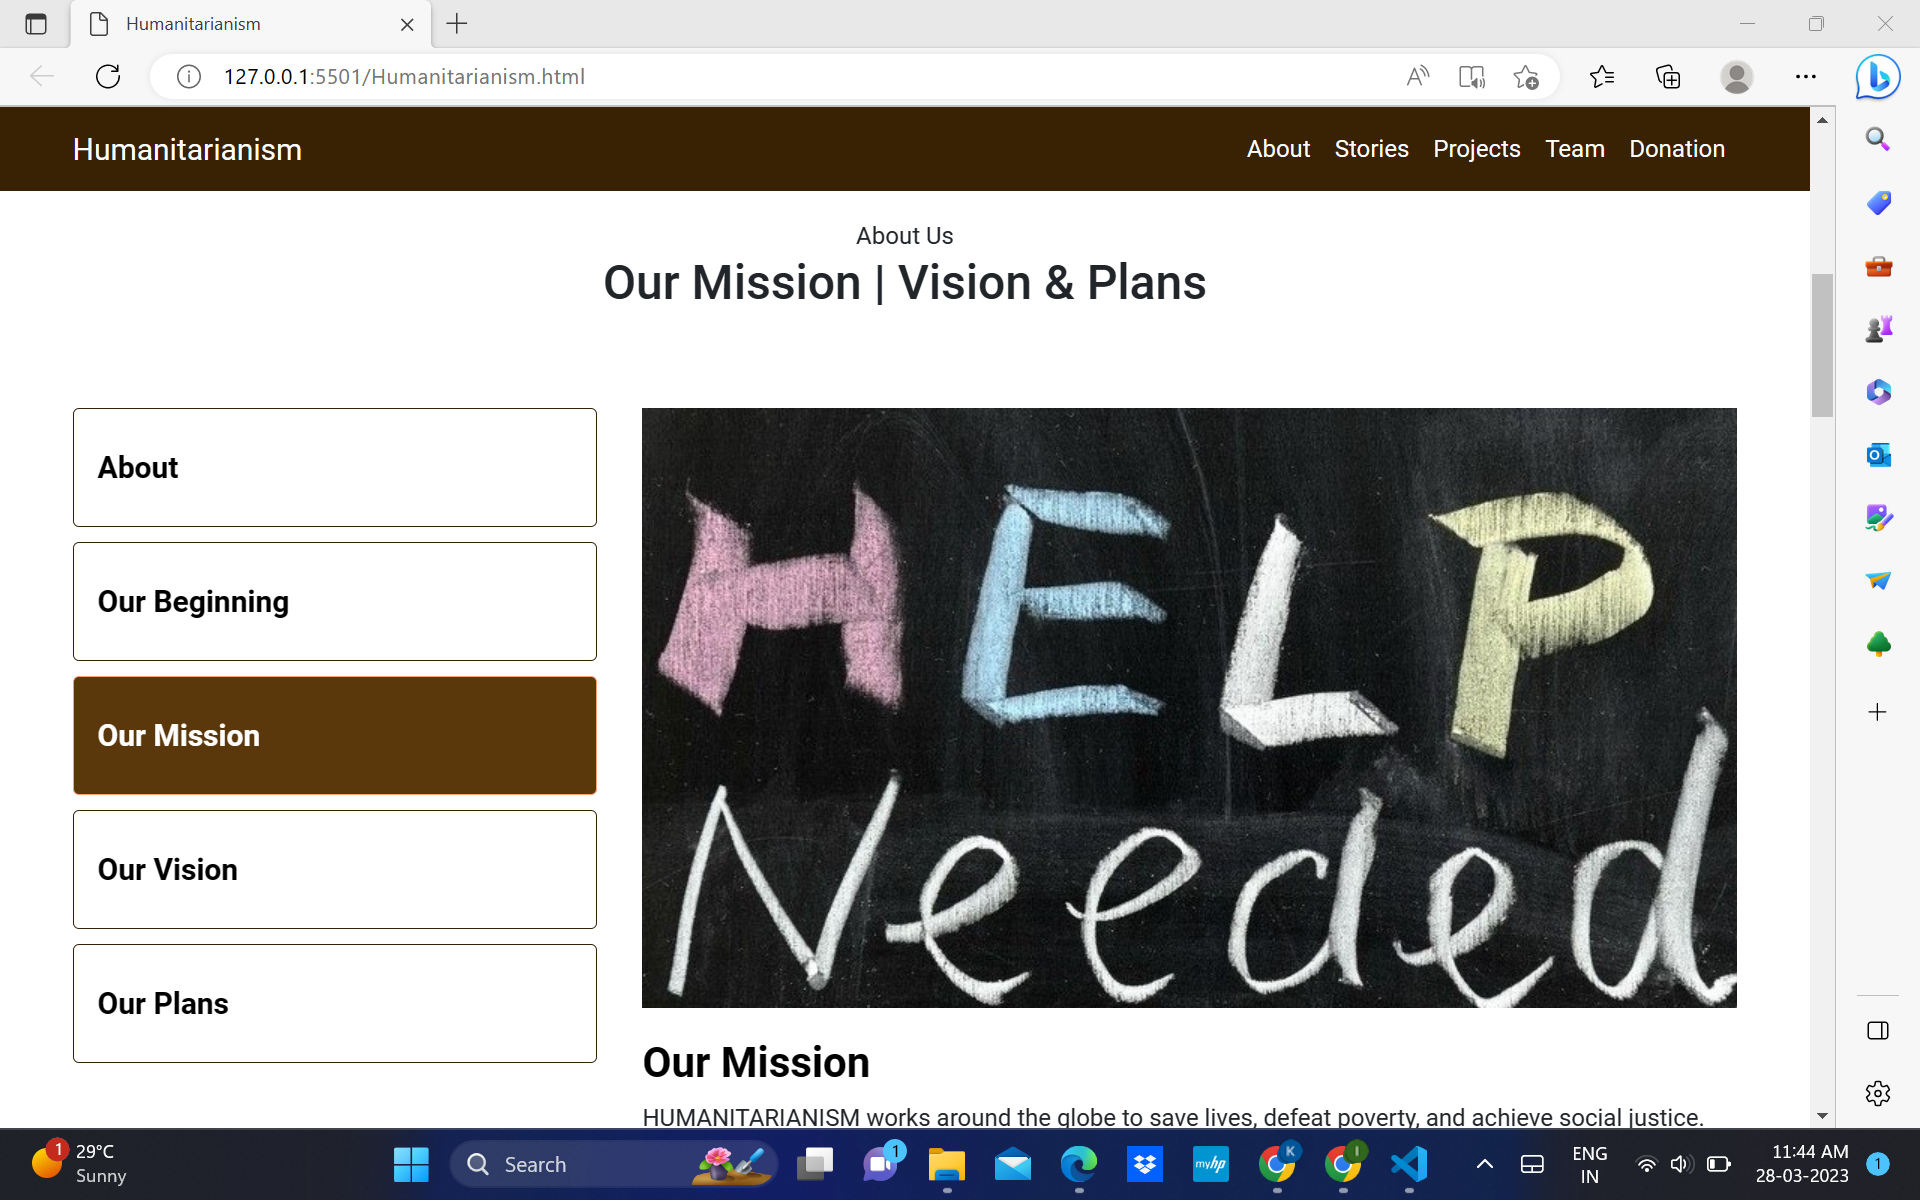 Humanitarianism
127.0.0.1:5501/Humanitarianism.html
Humanitarianism
About Stories Projects Team Donation
About Us
Our Mission | Vision & Plans
About
Our Beginning
Our Mission
Our Vision
Our Plans
HELP
Needed
Our Mission
HUMANITARIANISM works around the globe to save lives, defeat poverty, and achieve social justice.
1
29°C
Sunny
Search
1
myhp
K
I
ENG
IN
11:44 AM
28-03-2023
1